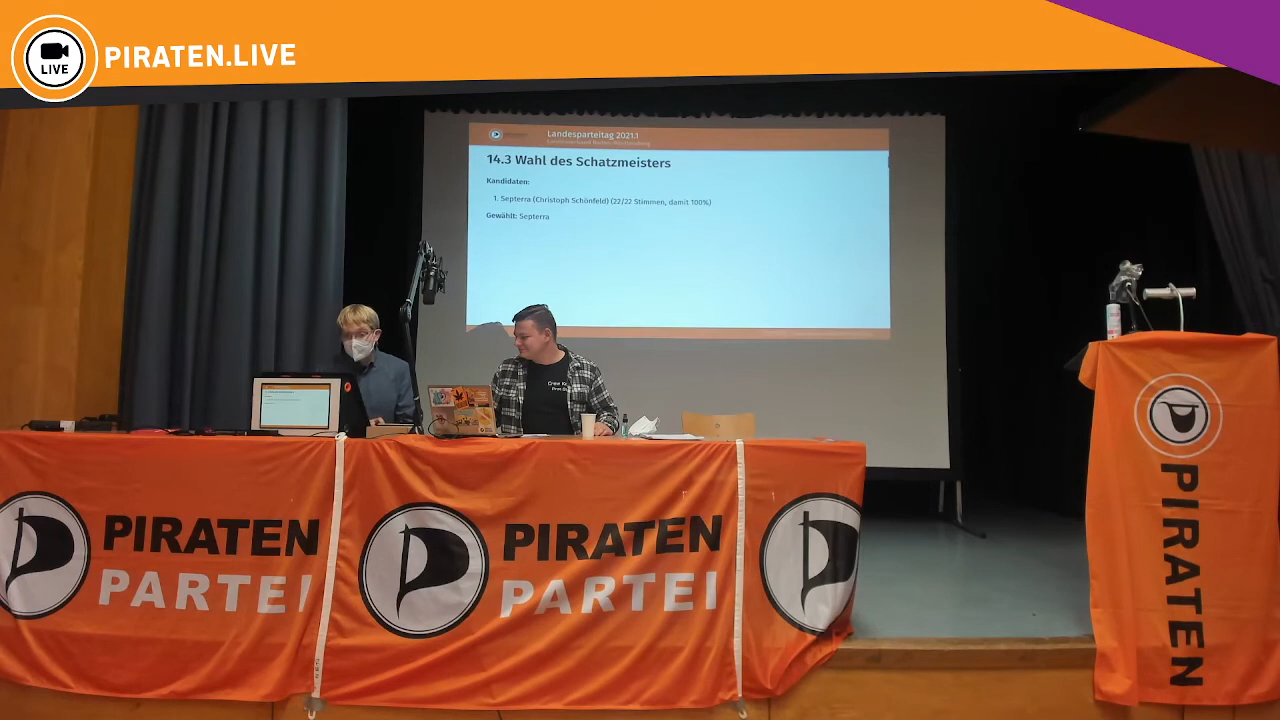 LIVE
PIRATEN.LIVE
Landesparteitag 2021.1
14.3 Wahl des Schatzmeisters
Kandidaten:
1. Septerra (Christoph Schönfeld) (22/22 Stimmen, damit 100%)
Gewählt: Septerra
PIRATEN
PARTEI
PIRATEN
PARTEI
PIRATEN